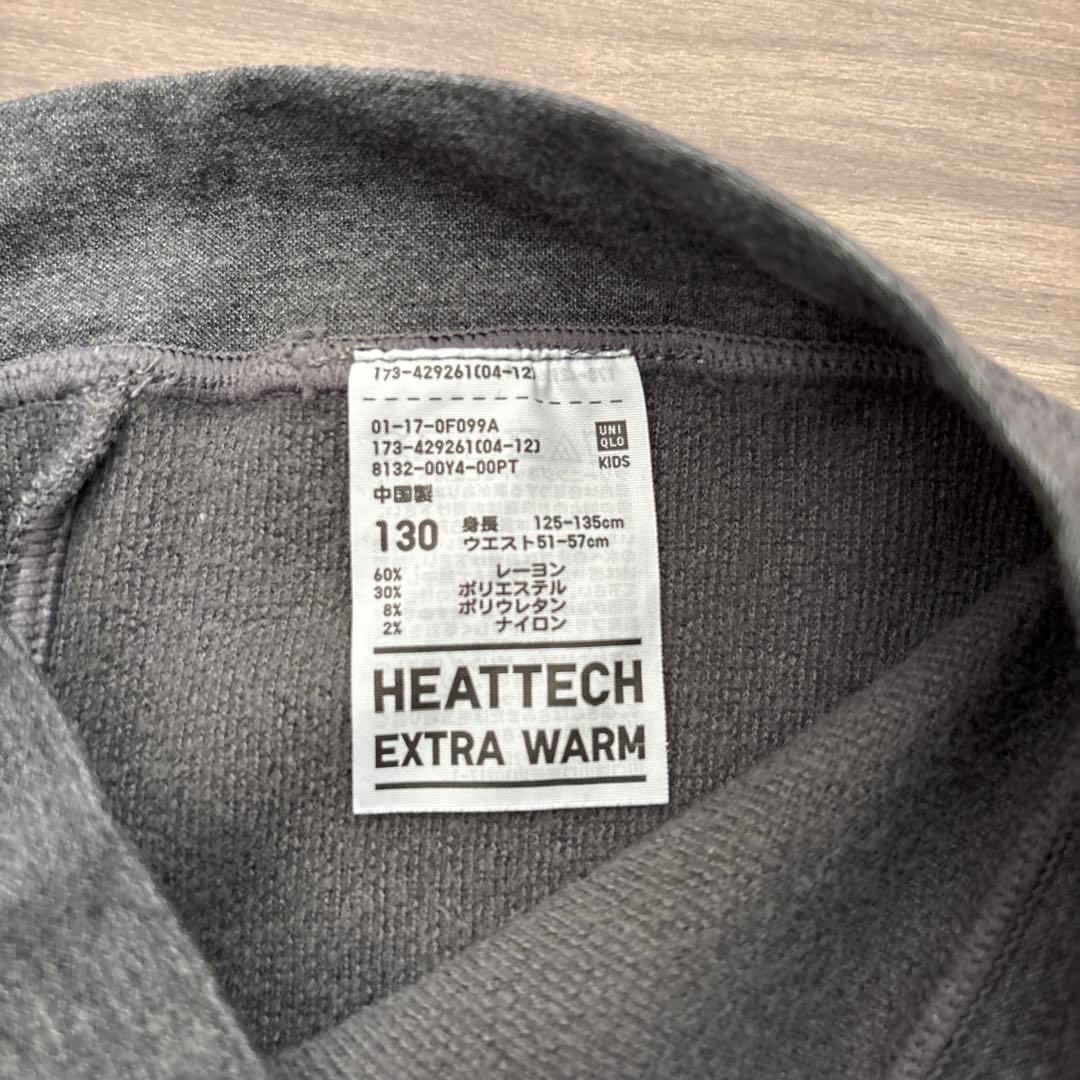 173-429261(04-12)
01-17-0F099A
173-429261(04-12)
8132-00Y4-00PT
UNI
QLO
KIDS
中国製
130
身長 125-135cm
ウエスト51-57cm
60% レーヨン
30% ポリエステル
8% ポリウレタン
2% ナイロン
HEATTECH
EXTRA WARM